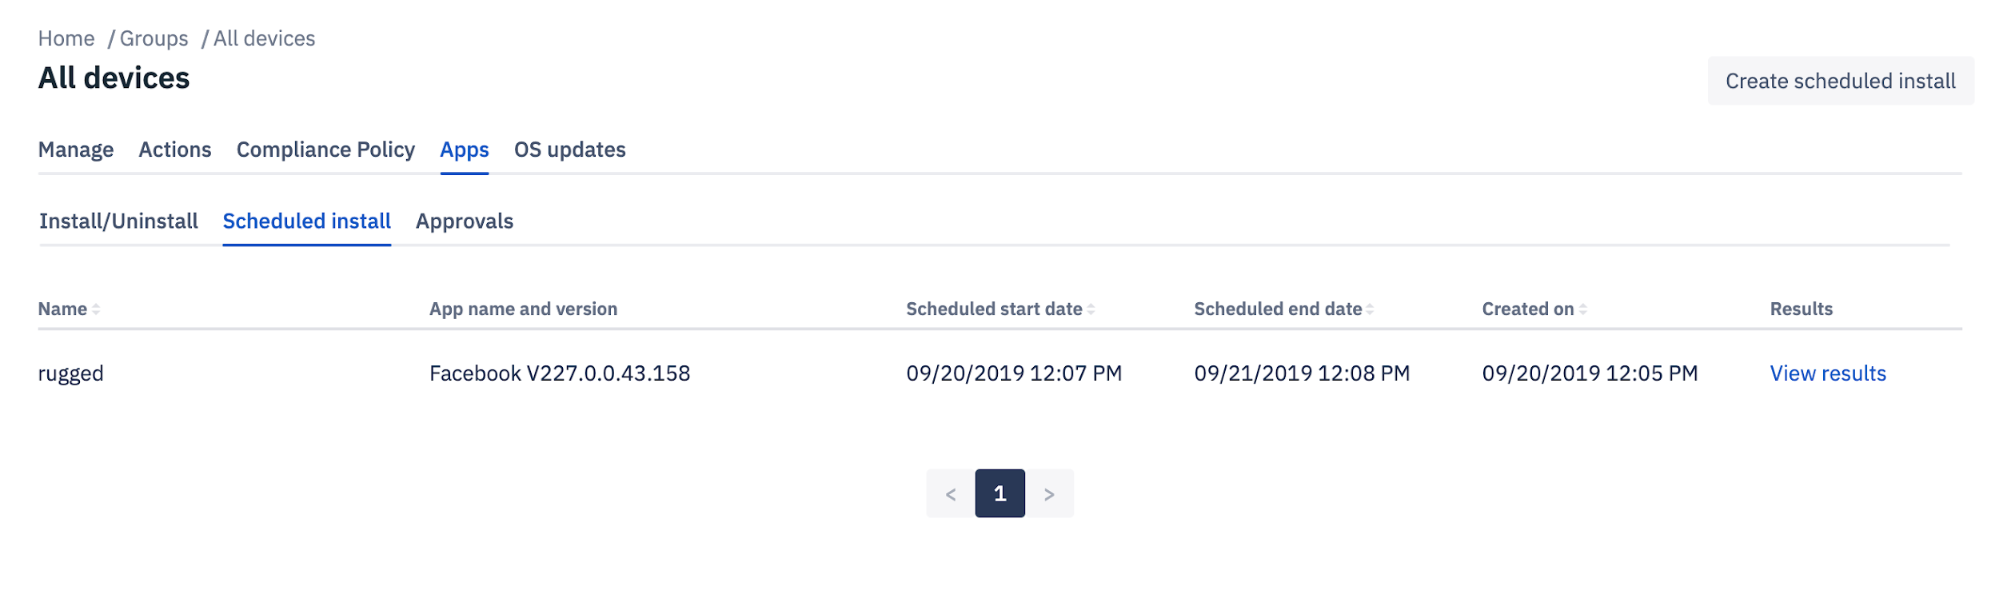 Home / Groups / All devices
All devices
Create scheduled install
Manage Actions Compliance Policy Apps OS updates
Install/Uninstall Scheduled install Approvals
Name App name and version Scheduled start date Scheduled end date Created on Results
rugged Facebook V227.0.0.43.158 09/20/2019 12:07 PM 09/21/2019 12:08 PM 09/20/2019 12:05 PM View results
< 1 >